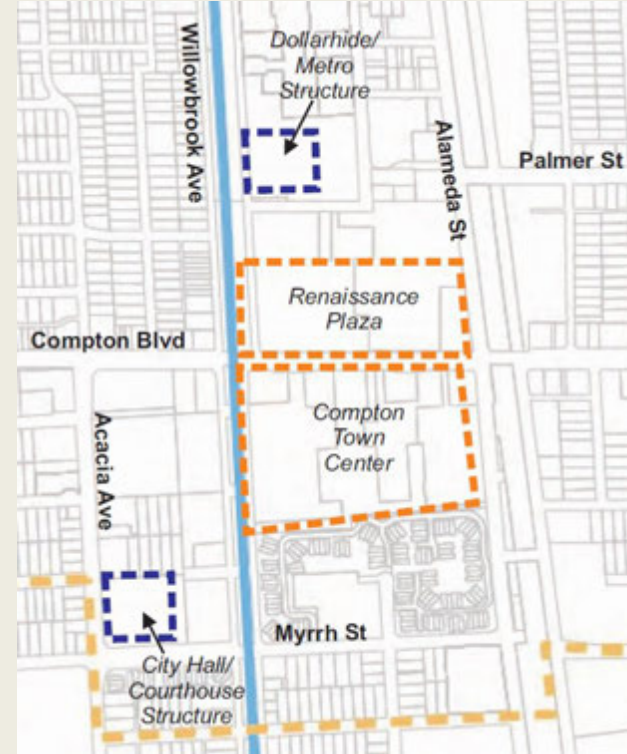 Willowbrook Ave
Dollarhide/
Metro
Structure
Alameda St
Palmer St
Renaissance
Plaza
Compton Blvd
Compton
Town
Center
Acacia Ave
Myrrh St
City Hall/
Courthouse
Structure